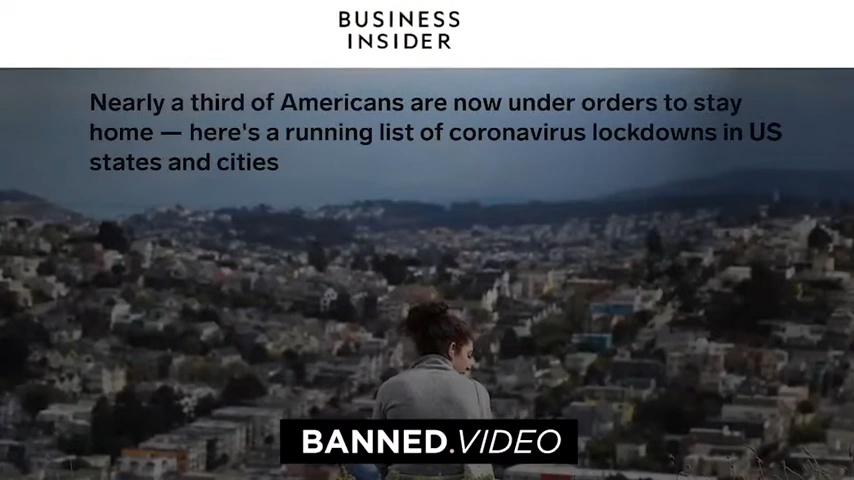 BUSINESS
INSIDER
Nearly a third of Americans are now under orders to stay
home — here's a running list of coronavirus lockdowns in US
states and cities
BANNED.VIDEO